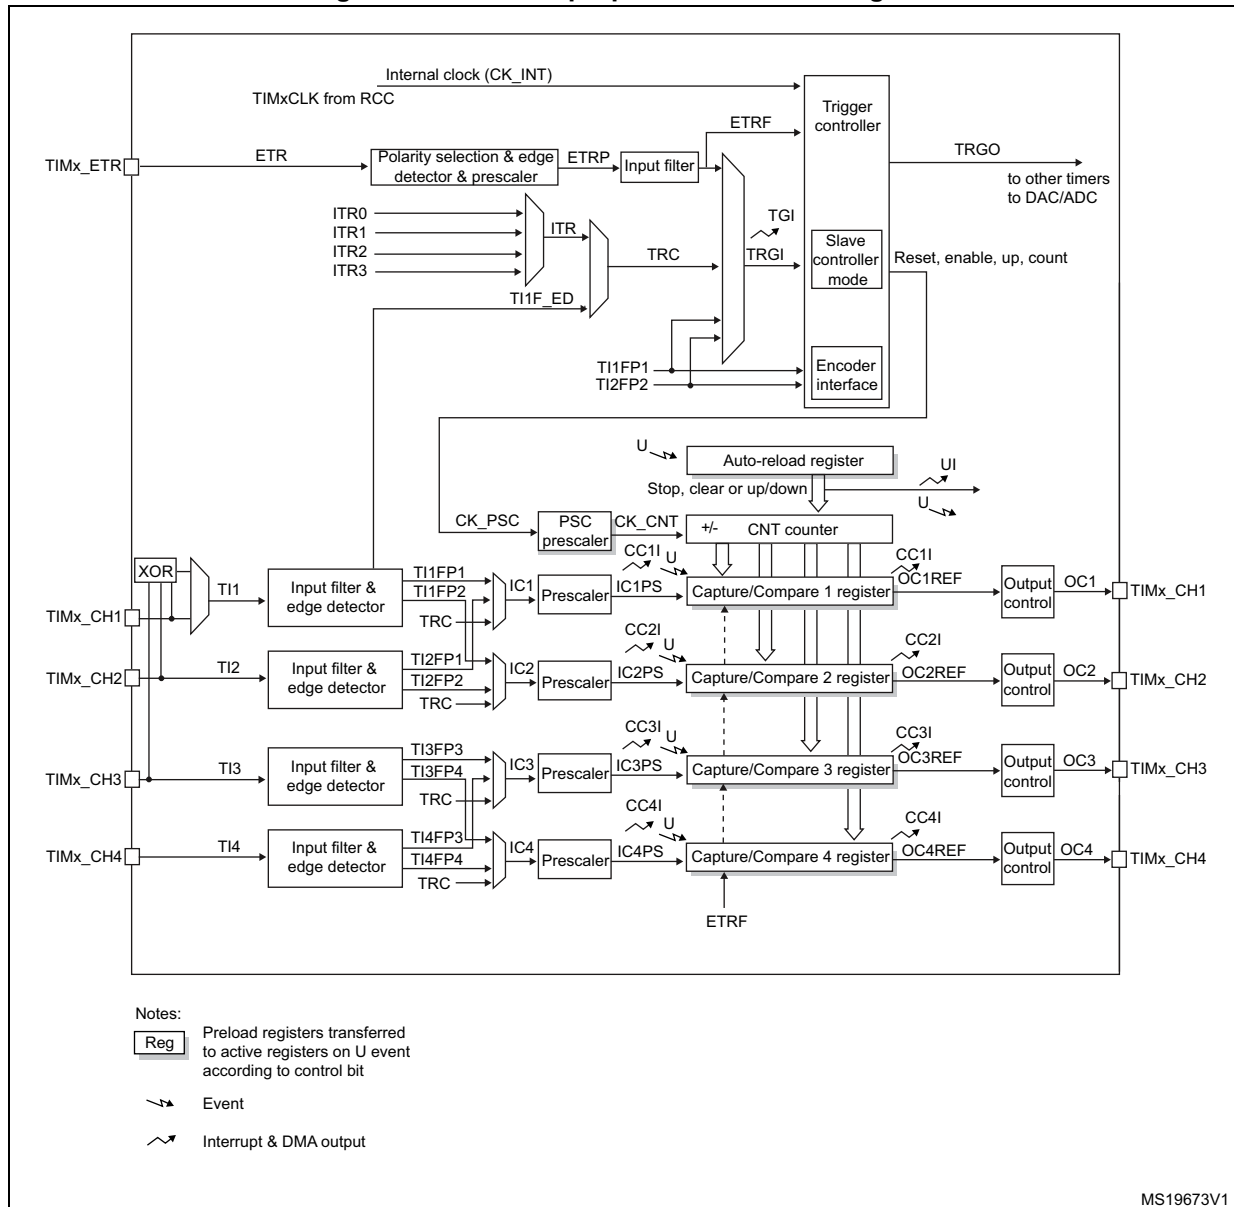 Internal clock (CK_INT)
TIMxCLK from RCC
Trigger
controller
ETRF
TIMx_ETR
ETR
Polarity selection & edge
detector & prescaler
ETRP
Input filter
TRGO
to other timers
to DAC/ADC
ITR0
ITR1
ITR2
ITR3
ITR
TRC
TI1F_ED
TGI
TRGI
Slave
controller
mode
Reset, enable, up, count
TI1FP1
TI2FP2
Encoder
interface
U
Auto-reload register
Stop, clear or up/down
UI
U
CK_PSC
PSC
prescaler
CK_CNT
+/-
CNT counter
XOR
TIMx_CH1
TI1
Input filter &
edge detector
TI1FP1
TI1FP2
TRC
IC1
Prescaler
IC1PS
CC1I
U
Capture/Compare 1 register
CC1I
OC1REF
Output
control
OC1
TIMx_CH1
TIMx_CH2
TI2
Input filter &
edge detector
TI2FP1
TI2FP2
TRC
IC2
Prescaler
IC2PS
CC2I
U
Capture/Compare 2 register
CC2I
OC2REF
Output
control
OC2
TIMx_CH2
TIMx_CH3
TI3
Input filter &
edge detector
TI3FP3
TI3FP4
TRC
IC3
Prescaler
IC3PS
CC3I
U
Capture/Compare 3 register
CC3I
OC3REF
Output
control
OC3
TIMx_CH3
TIMx_CH4
TI4
Input filter &
edge detector
TI4FP3
TI4FP4
TRC
IC4
Prescaler
IC4PS
CC4I
U
Capture/Compare 4 register
CC4I
OC4REF
Output
control
OC4
TIMx_CH4
ETRF
Notes:
Reg
Preload registers transferred
to active registers on U event
according to control bit
Event
Interrupt & DMA output
MS19673V1